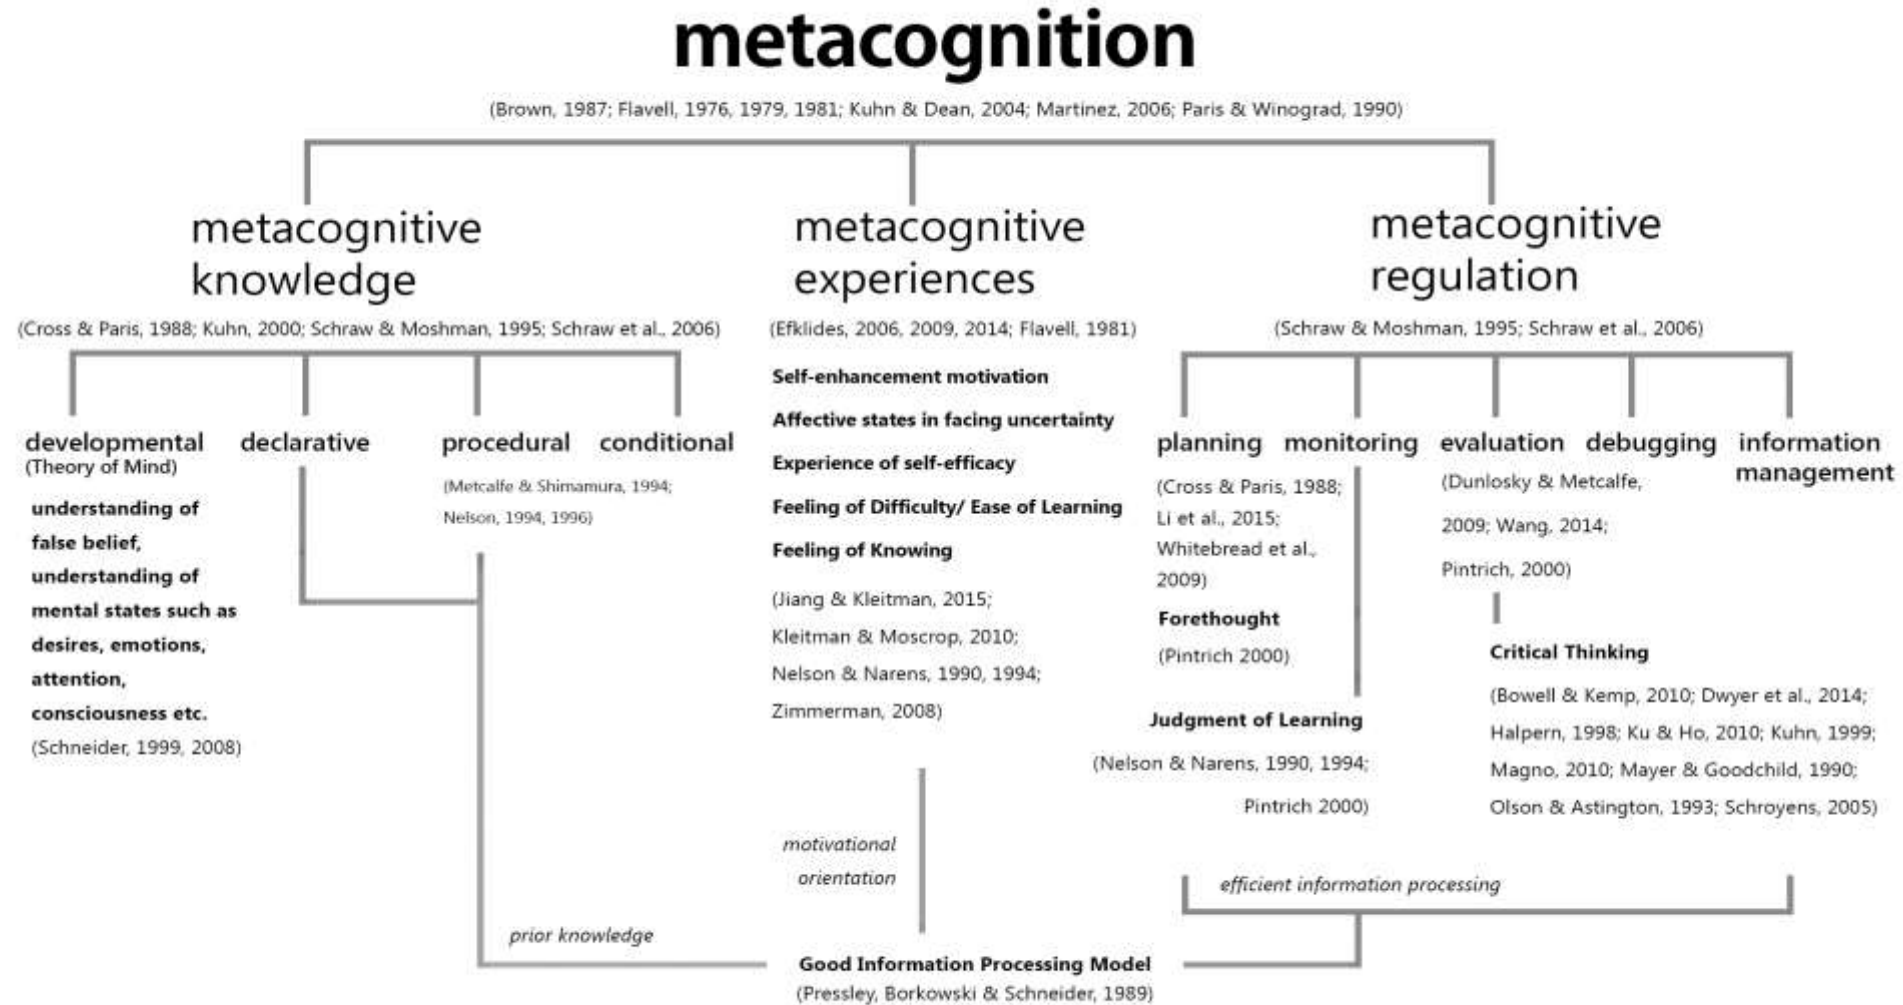 metacognition
(Brown, 1987; Flavell, 1976, 1979, 1981; Kuhn & Dean, 2004; Martinez, 2006; Paris & Winograd, 1990)
metacognitive
knowledge
(Cross & Paris, 1988; Kuhn, 2000; Schraw & Moshman, 1995; Schraw et al., 2006)
developmental
(Theory of Mind)
understanding of
false belief,
understanding of
mental states such as
desires, emotions,
attention,
consciousness etc.
(Schneider, 1999, 2008)
declarative
procedural
(Metcalfe & Shimamura, 1994;
Nelson, 1994, 1996)
conditional
prior knowledge
metacognitive
experiences
(Efklides, 2006, 2009, 2014; Flavell, 1981)
Self-enhancement motivation
Affective states in facing uncertainty
Experience of self-efficacy
Feeling of Difficulty/ Ease of Learning
Feeling of Knowing
(Jiang & Kleitman, 2015;
Kleitman & Moscrop, 2010;
Nelson & Narens, 1990, 1994;
Zimmerman, 2008)
motivational
orientation
metacognitive
regulation
(Schraw & Moshman, 1995; Schraw et al., 2006)
planning
(Cross & Paris, 1988;
Li et al., 2015;
Whitebread et al.,
2009)
Forethought
(Pintrich 2000)
monitoring
Judgment of Learning
(Nelson & Narens, 1990, 1994;
Pintrich 2000)
evaluation
(Dunlosky & Metcalfe,
2009; Wang, 2014;
Pintrich, 2000)
Critical Thinking
(Bowell & Kemp, 2010; Dwyer et al., 2014;
Halpern, 1998; Ku & Ho, 2010; Kuhn, 1999;
Magno, 2010; Mayer & Goodchild, 1990;
Olson & Astington, 1993; Schroyens, 2005)
debugging
information
management
efficient information processing
Good Information Processing Model
(Pressley, Borkowski & Schneider, 1989)